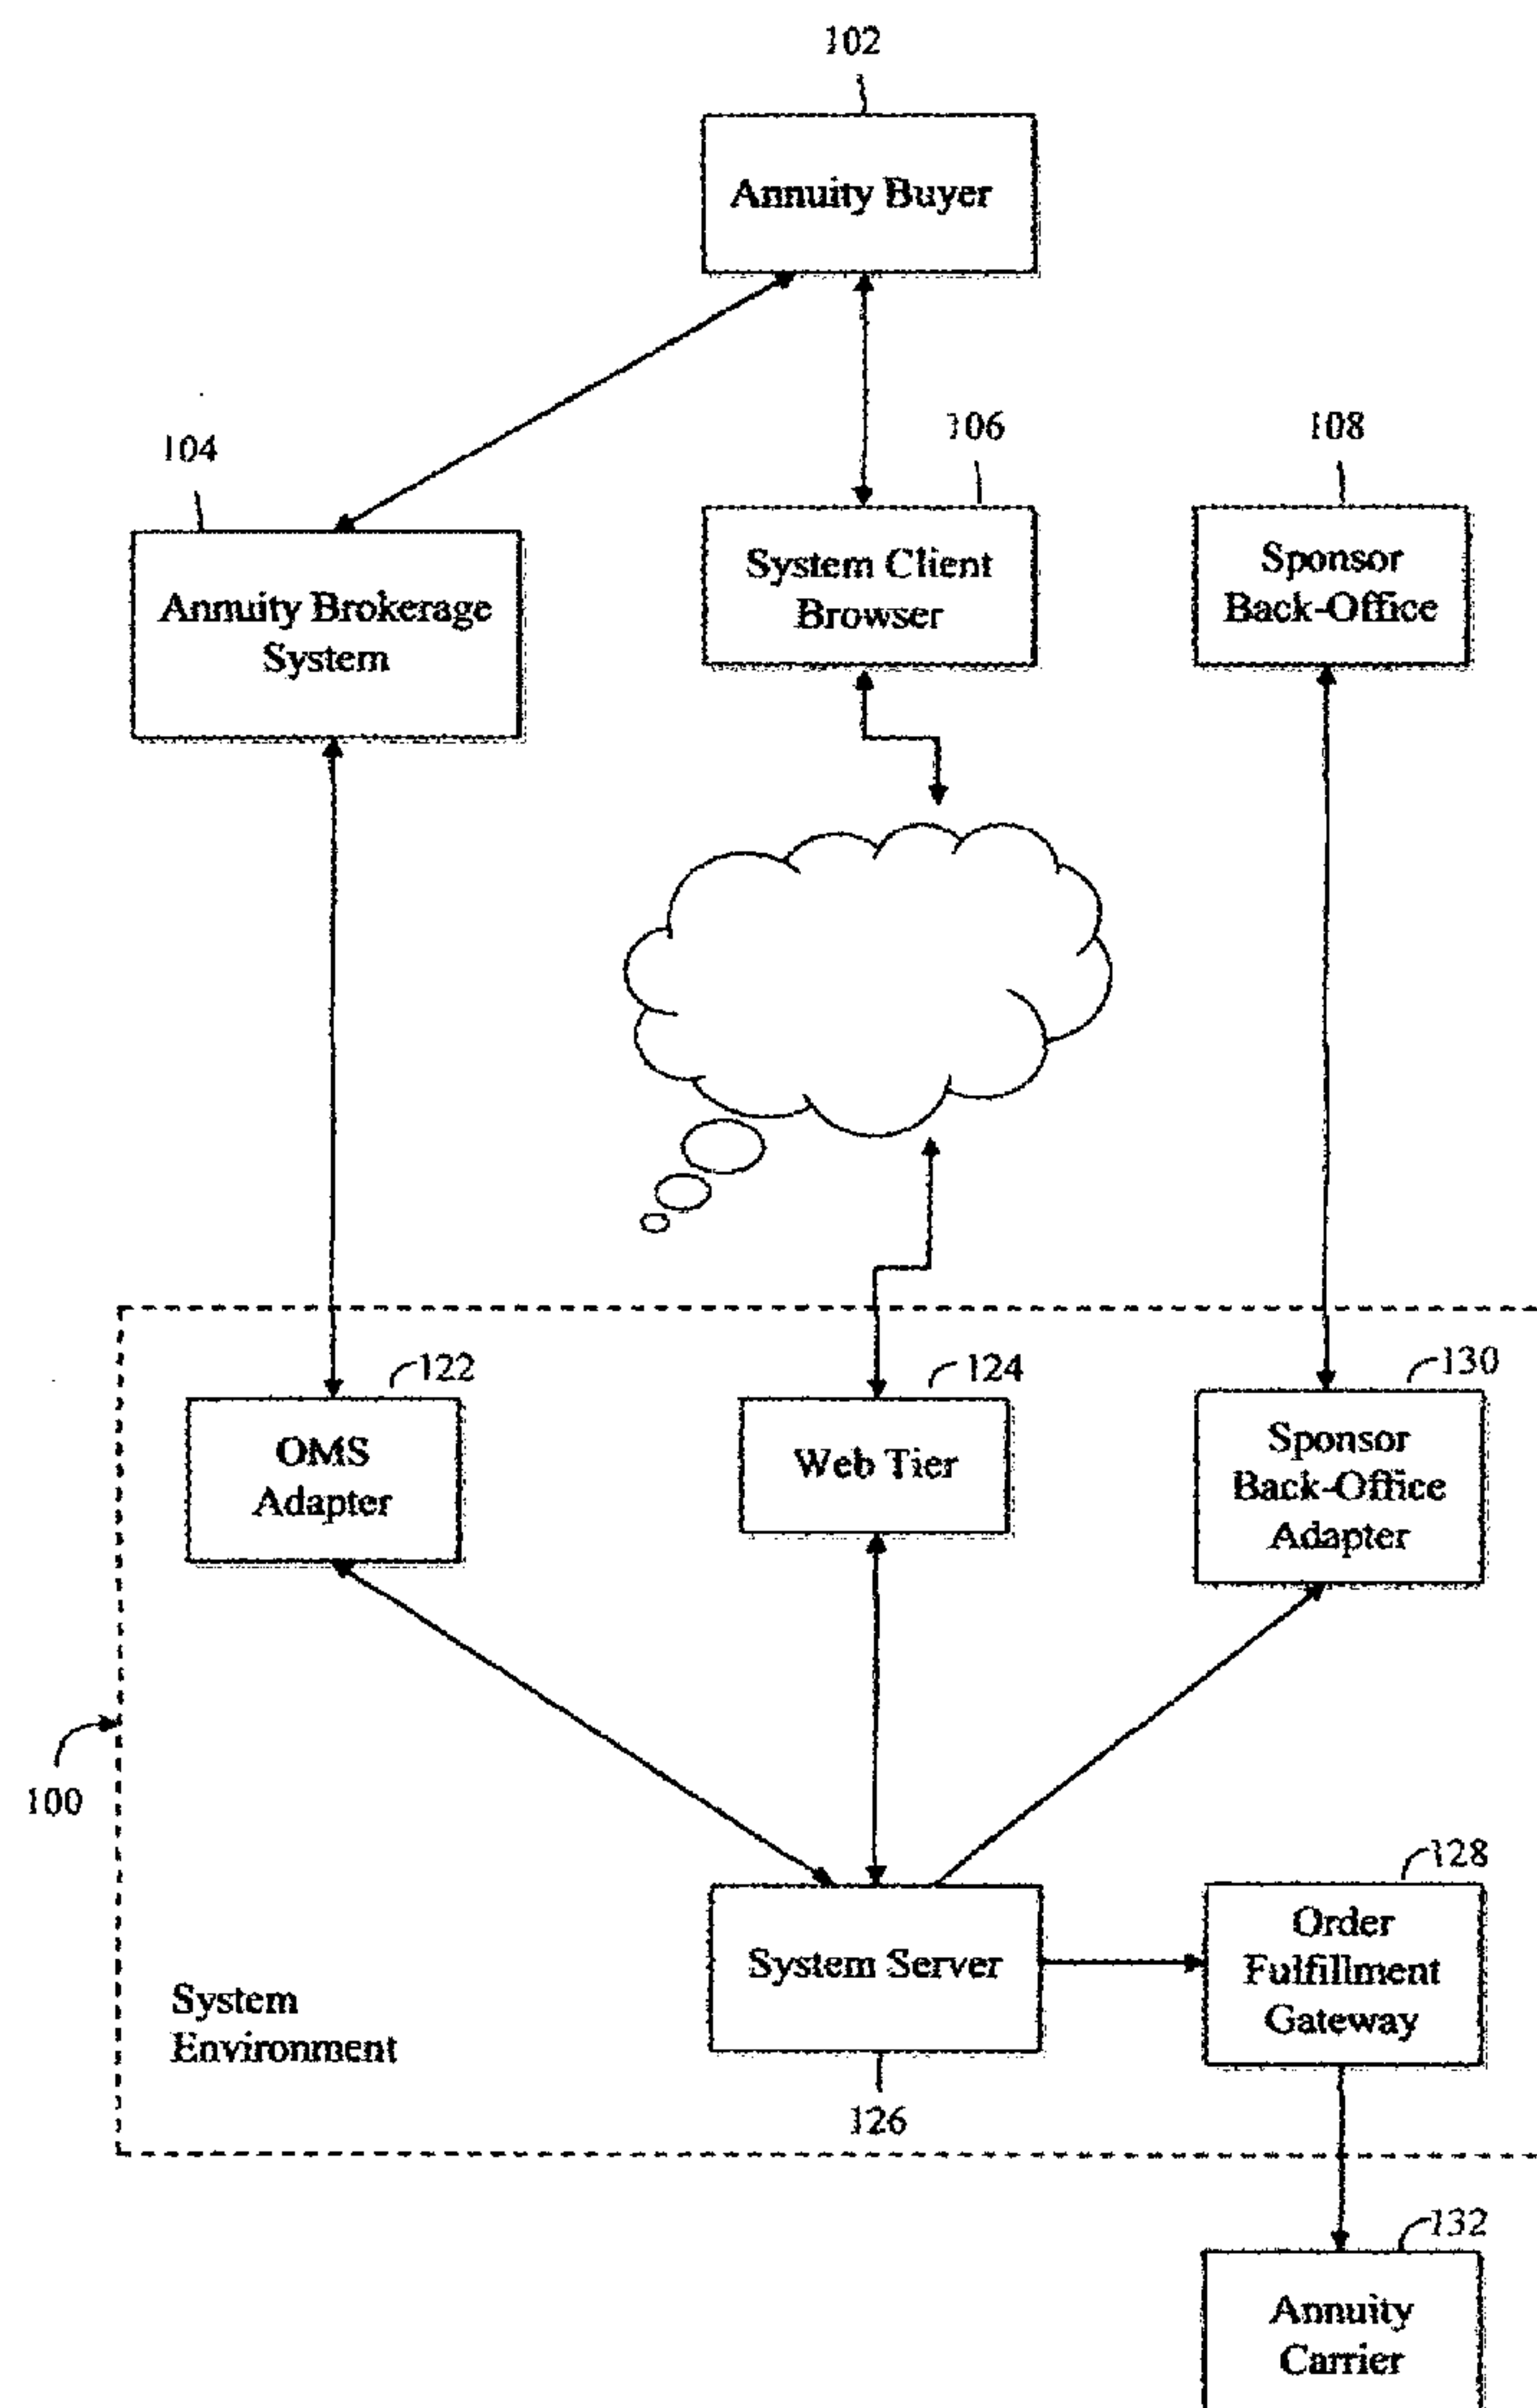 102
Annuity Buyer
104
106
108
Annuity Brokerage
System
System Client
Browser
Sponsor
Back-Office
122
124
130
OMS
Adapter
Web Tier
Sponsor
Back-Office
Adapter
100
128
System Server
Order
Fulfillment
Gateway
System
Environment
126
132
Annuity
Carrier